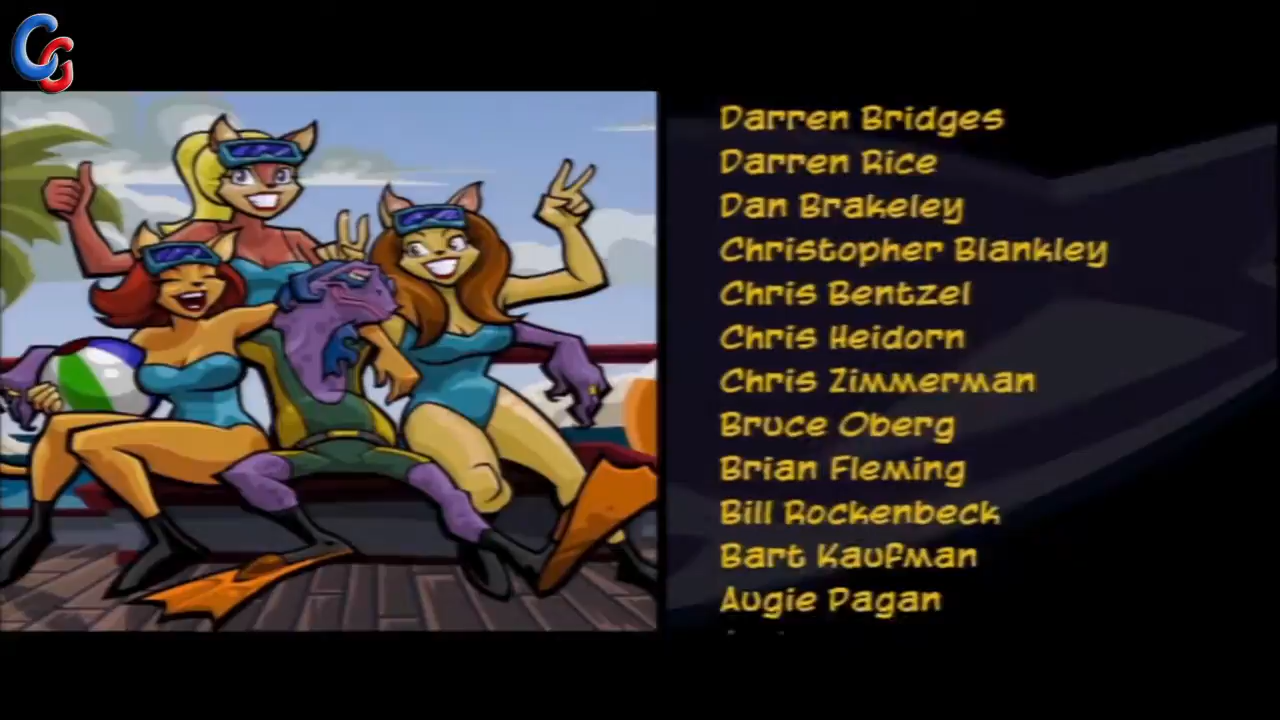 CG
Darren Bridges
Darren Rice
Dan Brakeley
Christopher Blankley
Chris Bentzel
Chris Heidorn
Chris Zimmerman
Bruce Oberg
Brian Fleming
Bill Rockenbeck
Bart Kaufman
Augie Pagan